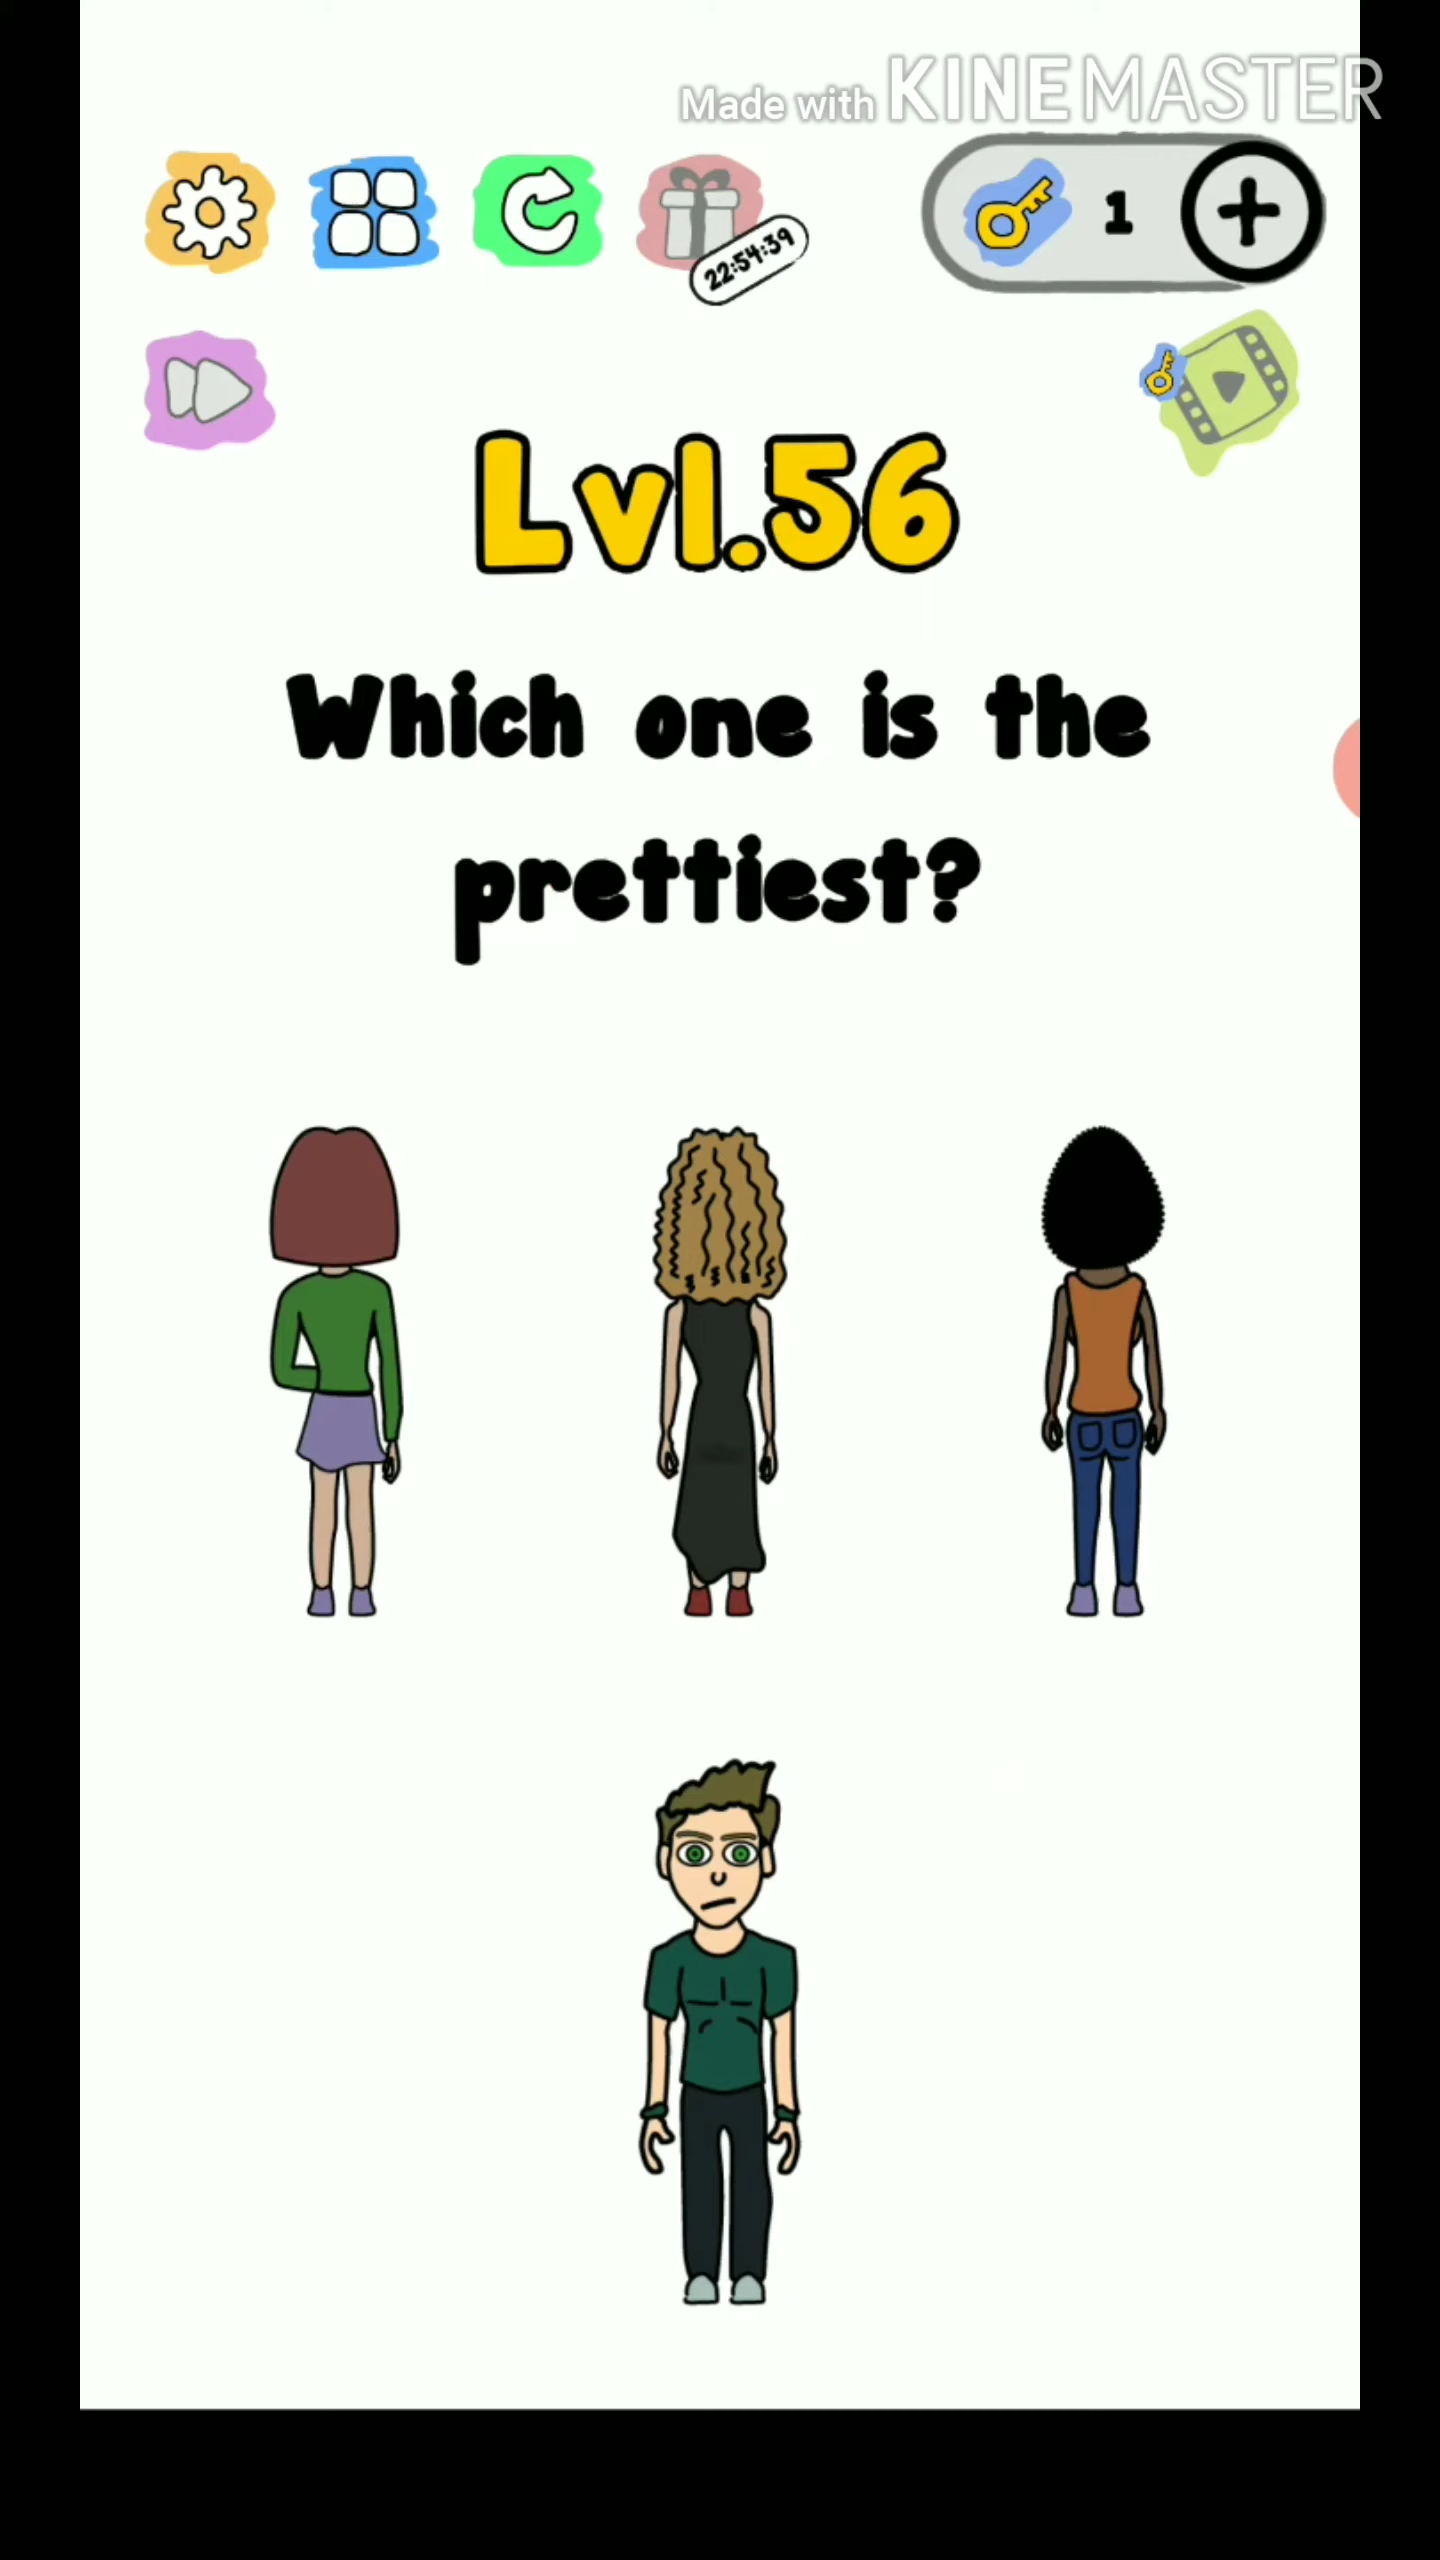 Made with KINEMASTER
22:54:39
1
Lvl.56
Which one is the
prettiest?